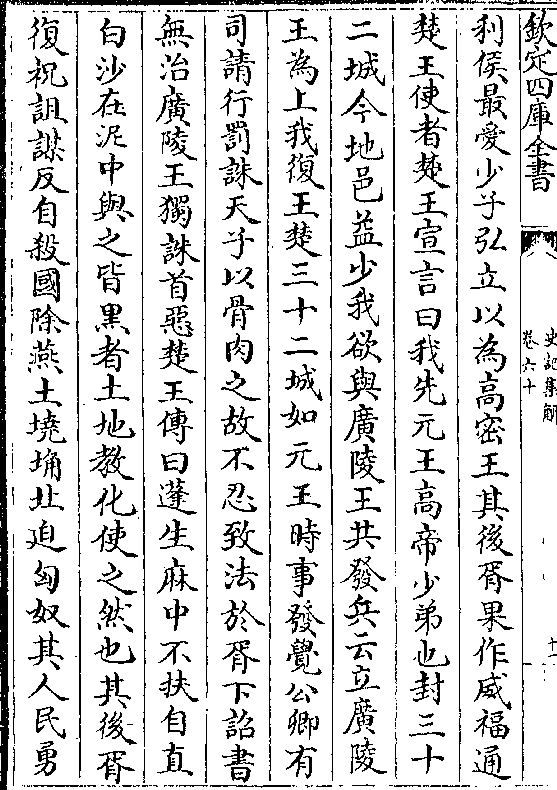 欽定四庫全書
史記集解
卷六十
十一
利侯最愛少子弘立以為高密王其後胥果作威福通
楚王使者楚王宣言曰我先元王高帝少弟也封三十
二城今地邑益少我欲與廣陵王共發兵云立廣陵
王為上我復王楚三十二城如元王時事發覺公卿有
司請行罰誅天子以骨肉之故不忍致法於胥下詔書
無治廣陵王獨誅首惡楚王傳曰蓬生麻中不扶自直
白沙在泥中與之皆黑者土地教化使之然也其後胥
復祝詛謀反自殺國除燕土墝埆北迫匈奴其人民勇